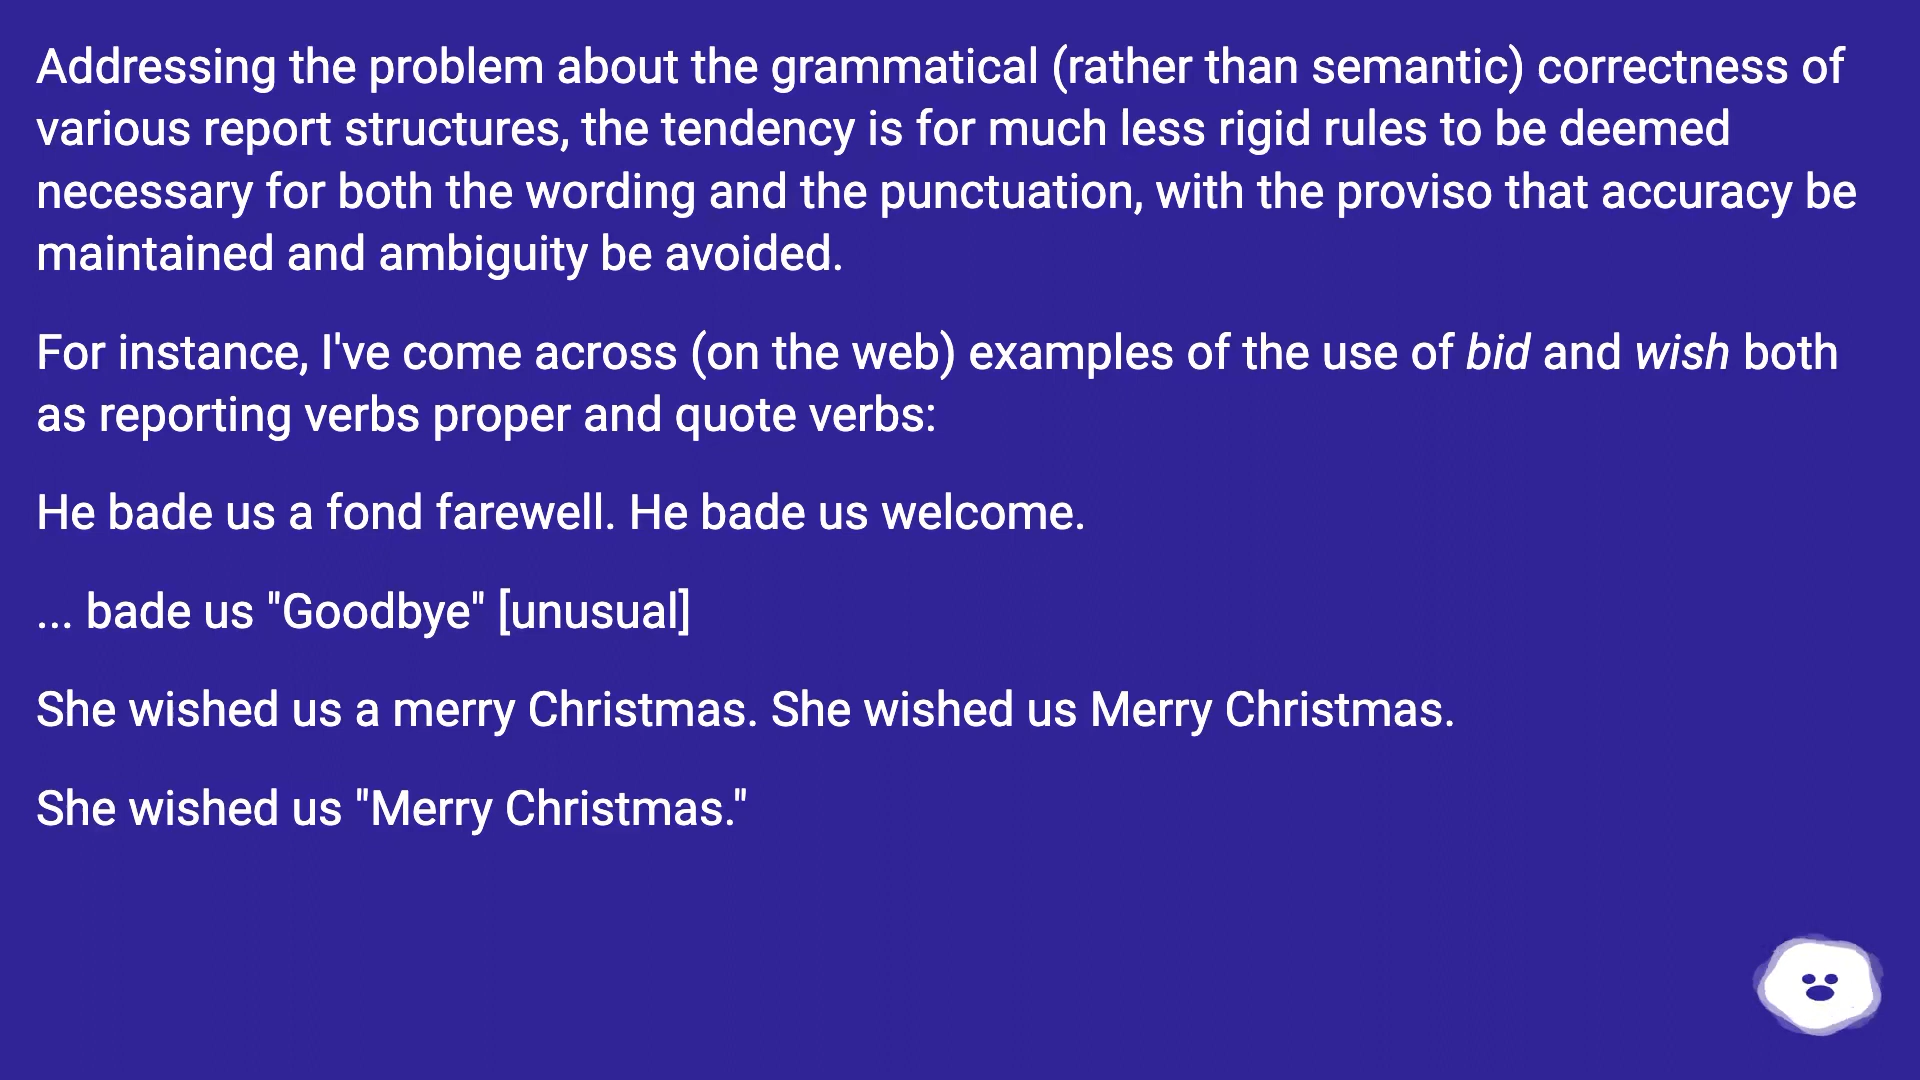 Addressing the problem about the grammatical (rather than semantic) correctness of
various report structures, the tendency is for much less rigid rules to be deemed
necessary for both the wording and the punctuation, with the proviso that accuracy be
maintained and ambiguity be avoided.
For instance, I've come across (on the web) examples of the use of bid and wish both
as reporting verbs proper and quote verbs:
He bade us a fond farewell. He bade us welcome.
... bade us "Goodbye" [unusual]
She wished us a merry Christmas. She wished us Merry Christmas.
She wished us "Merry Christmas."